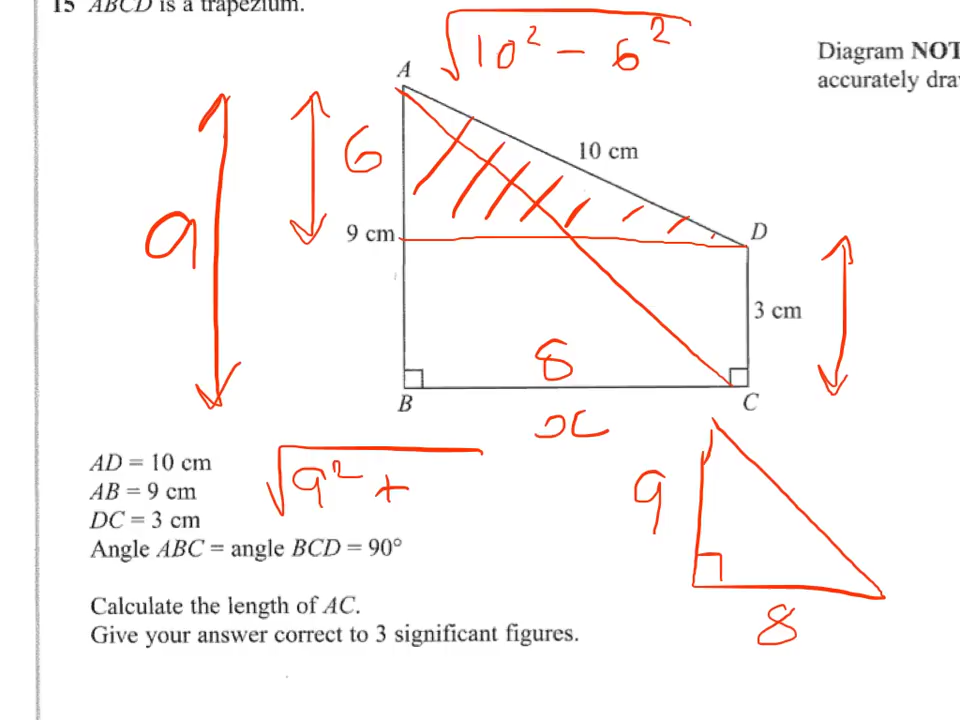 15 ABCD is a trapezium.
√10² − 6²
Diagram NOT
accurately dra
A
6
10 cm
9
9 cm
D
3 cm
8
B
C
x
AD = 10 cm
√9² +
9
AB = 9 cm
DC = 3 cm
Angle ABC = angle BCD = 90°
Calculate the length of AC.
8
Give your answer correct to 3 significant figures.